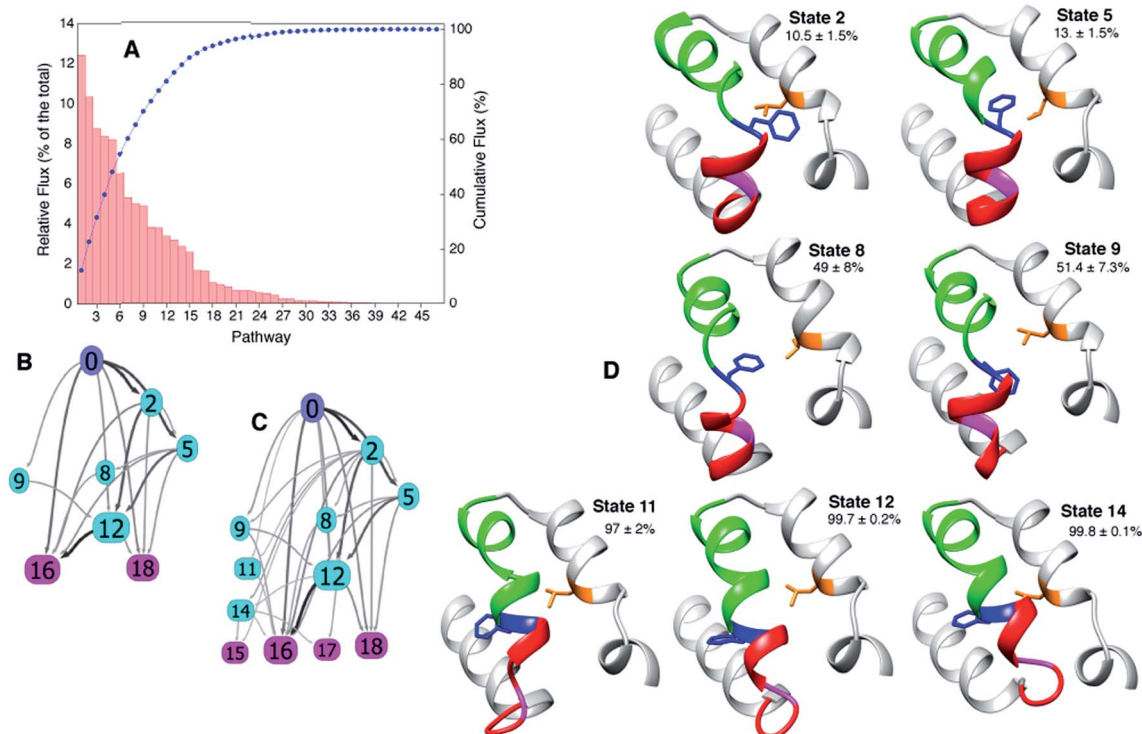 A
Relative Flux (% of the total)
14
12
10
8
6
4
2
0
Cumulative Flux (%)
100
80
60
40
20
0
3 6 9 12 15 18 21 24 27 30 33 36 39 42 45
Pathway
B
0
2
5
9
8
12
16
18
C
0
2
5
9
8
11
12
14
15
16
17
18
D
State 2
10.5 ± 1.5%
State 5
13. ± 1.5%
State 8
49 ± 8%
State 9
51.4 ± 7.3%
State 11
97 ± 2%
State 12
99.7 ± 0.2%
State 14
99.8 ± 0.1%